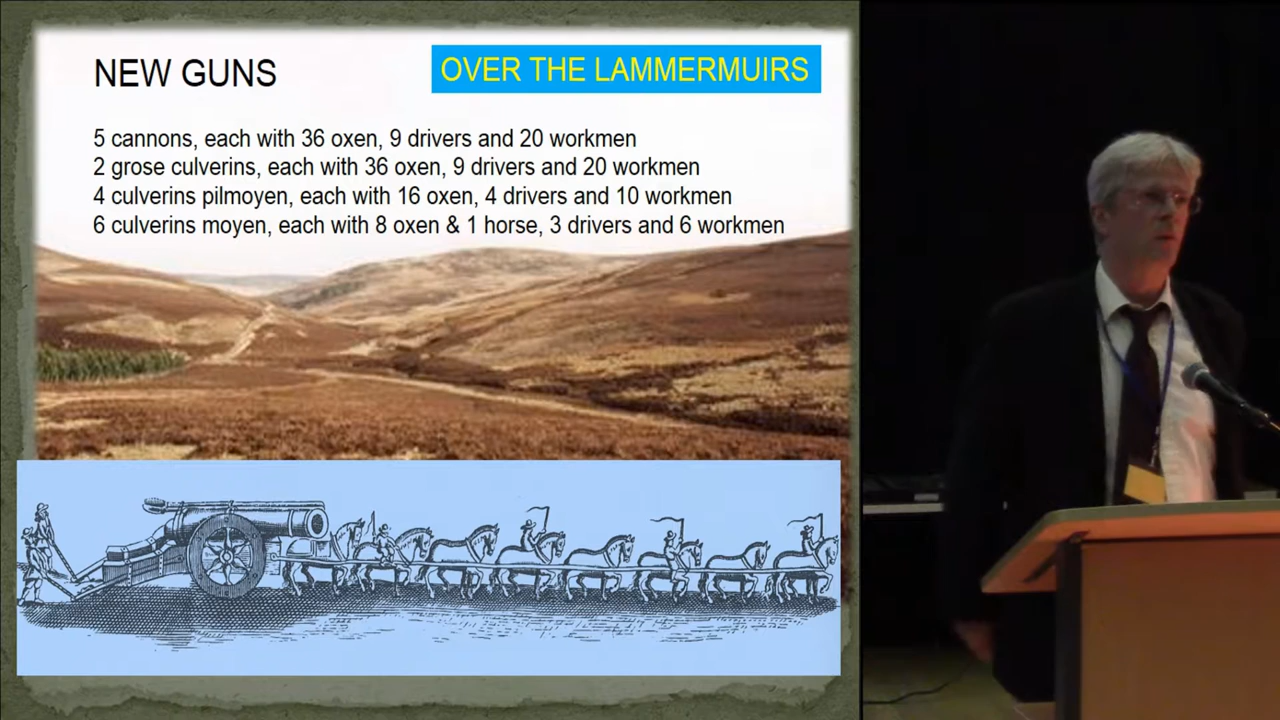 NEW GUNS
OVER THE LAMMERMUIRS
5 cannons, each with 36 oxen, 9 drivers and 20 workmen
2 grose culverins, each with 36 oxen, 9 drivers and 20 workmen
4 culverins pilmoyen, each with 16 oxen, 4 drivers and 10 workmen
6 culverins moyen, each with 8 oxen & 1 horse, 3 drivers and 6 workmen